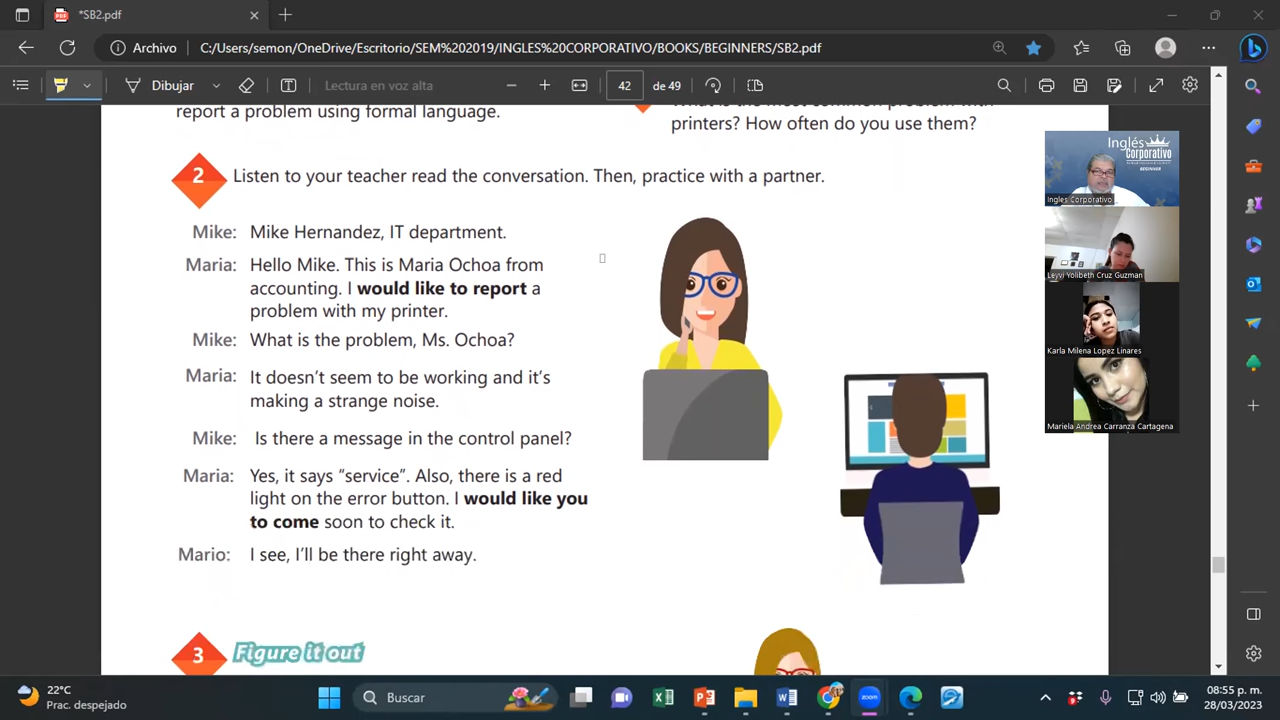 *SB2.pdf
Archivo
C:/Users/semon/OneDrive/Escritorio/SEM%202019/INGLES%20CORPORATIVO/BOOKS/BEGINNERS/SB2.pdf
Dibujar
Lectura en voz alta
42
de 49
report a problem using formal language.
printers? How often do you use them?
2
Listen to your teacher read the conversation. Then, practice with a partner.
Mike: Mike Hernandez, IT department.
Maria: Hello Mike. This is Maria Ochoa from
accounting. I would like to report a
problem with my printer.
Mike: What is the problem, Ms. Ochoa?
Maria: It doesn't seem to be working and it's
making a strange noise.
Mike: Is there a message in the control panel?
Maria: Yes, it says “service”. Also, there is a red
light on the error button. I would like you
to come soon to check it.
Mario: I see, I'll be there right away.
3
Figure it out
Inglés
Corporativo
BEGINNER
Ingles Corporativo
Leyvi Yolibeth Cruz Guzman
Karla Milena Lopez Linares
Mariela Andrea Carranza Cartagena
22°C
Prac. despejado
Buscar
08:55 p. m.
28/03/2023